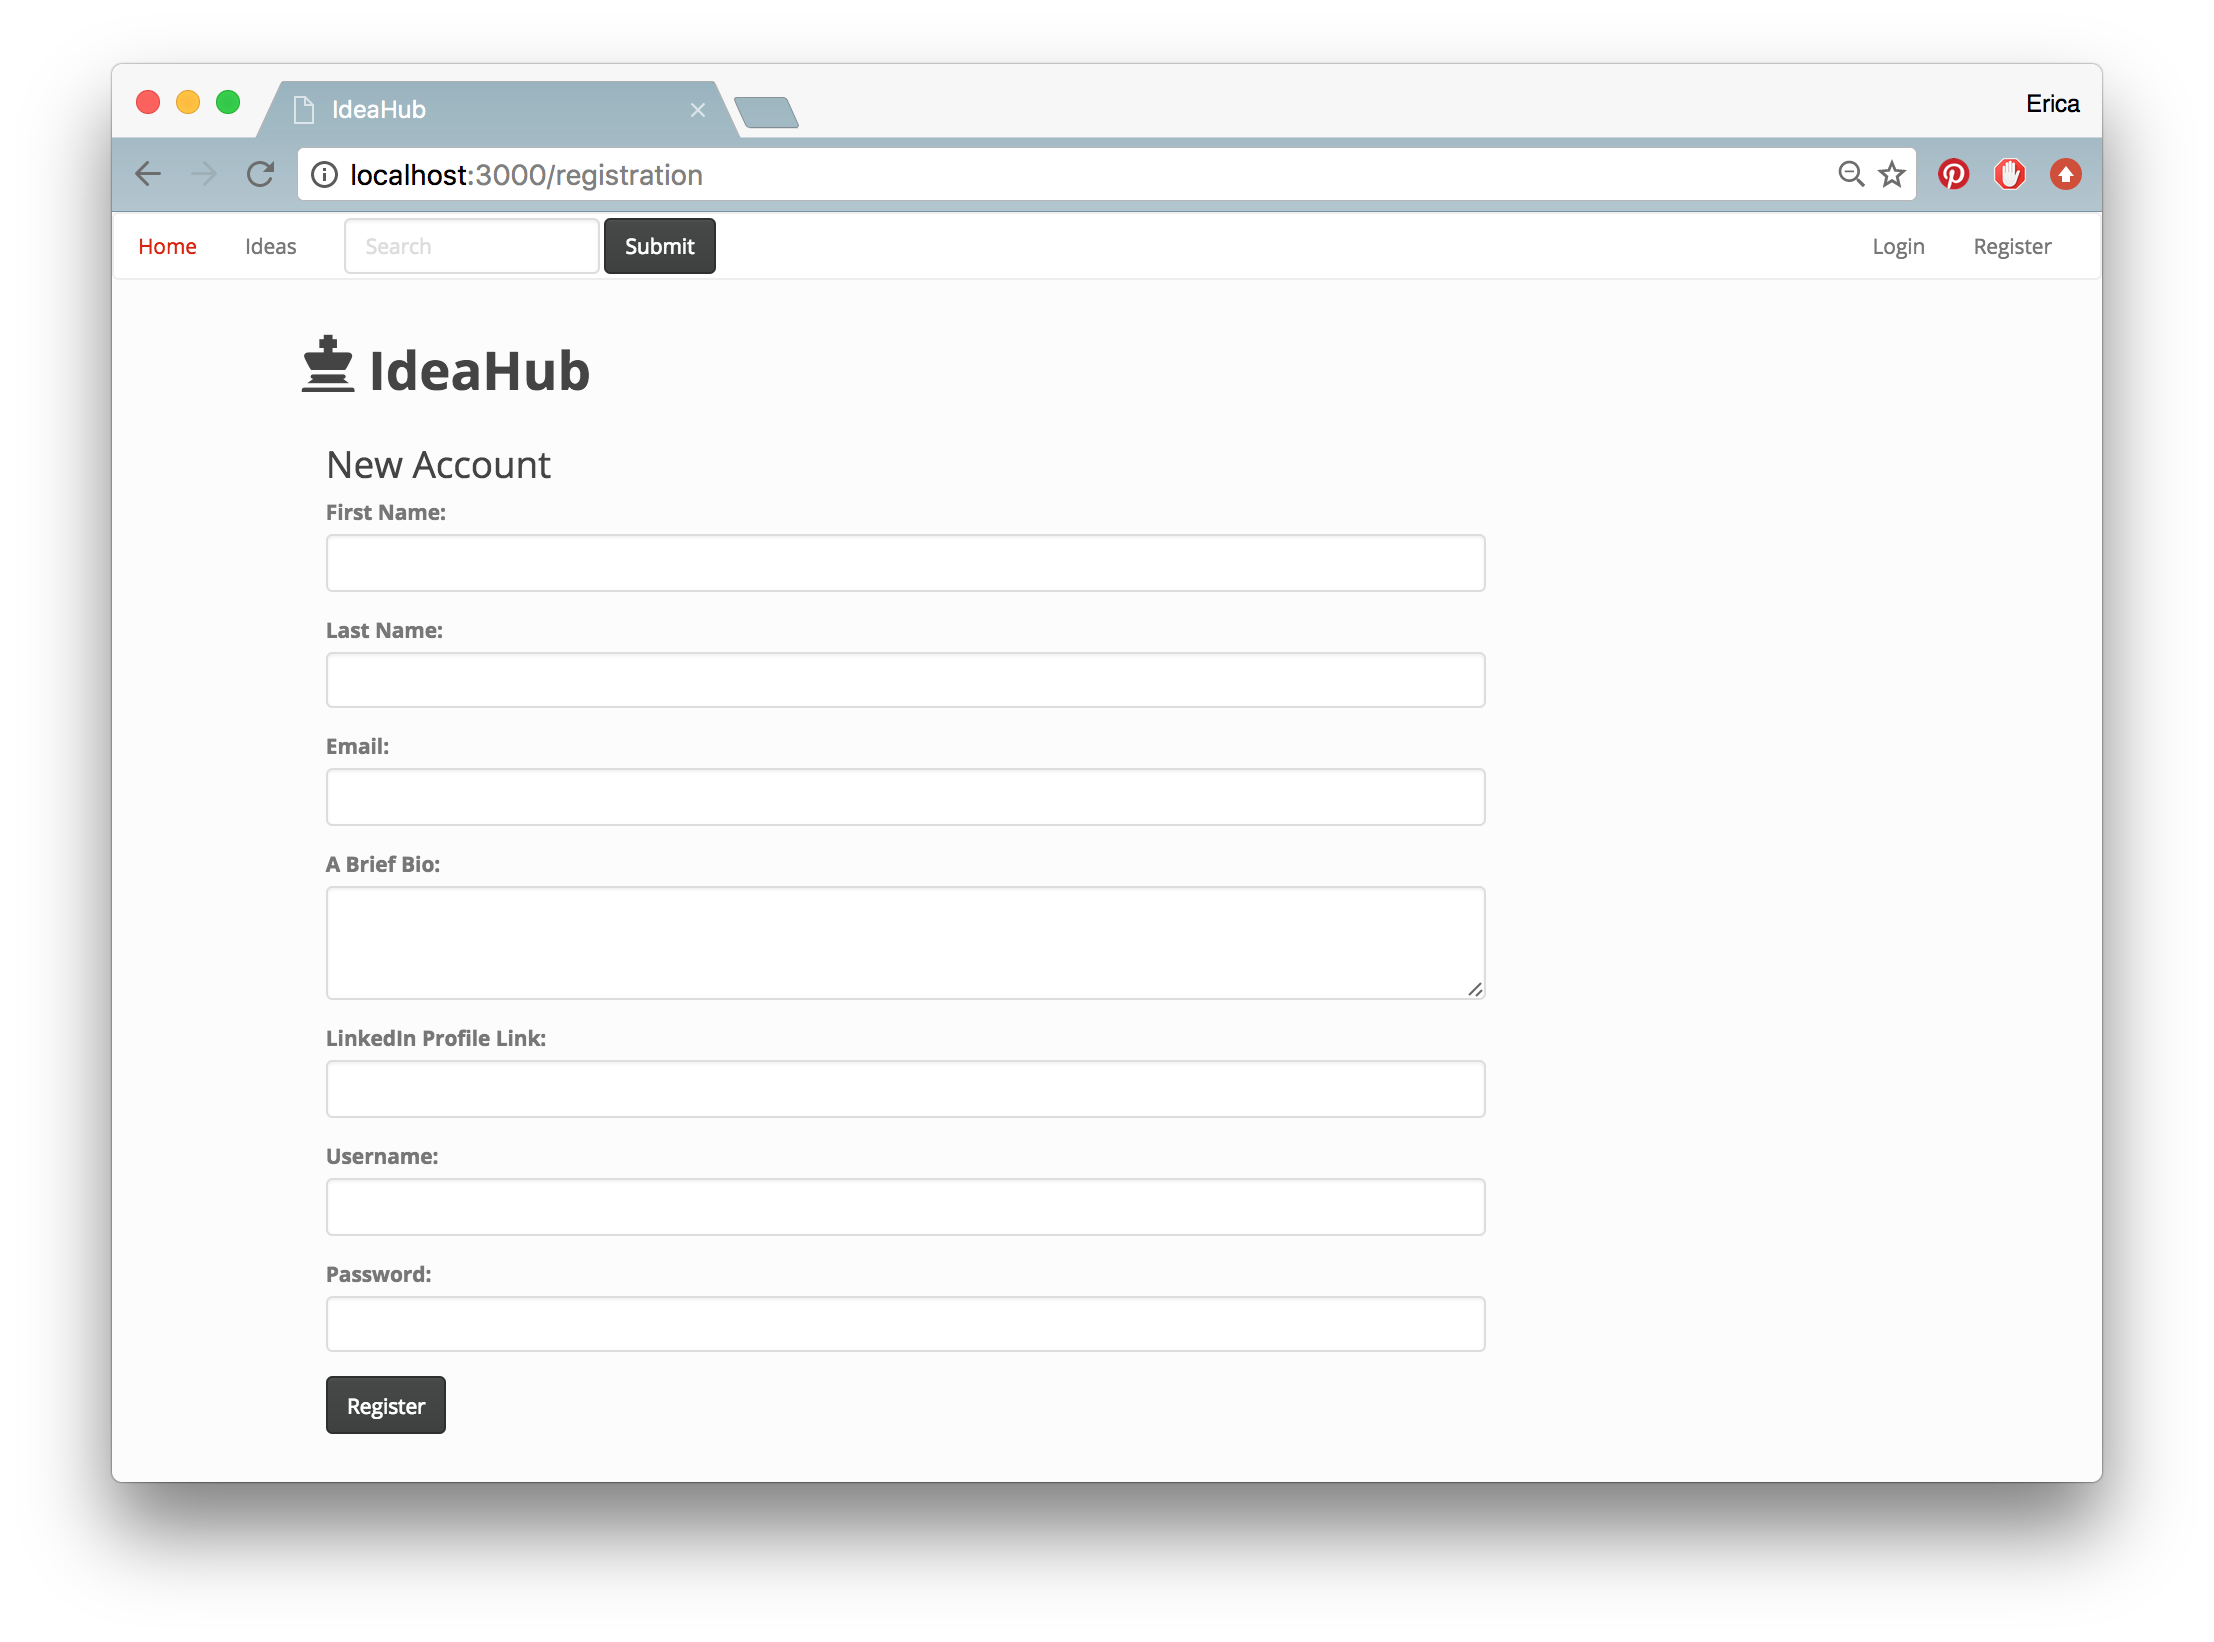 IdeaHub
Erica
localhost:3000/registration
Home Ideas Search Submit Login Register
IdeaHub
New Account
First Name:
Last Name:
Email:
A Brief Bio:
LinkedIn Profile Link:
Username:
Password:
Register